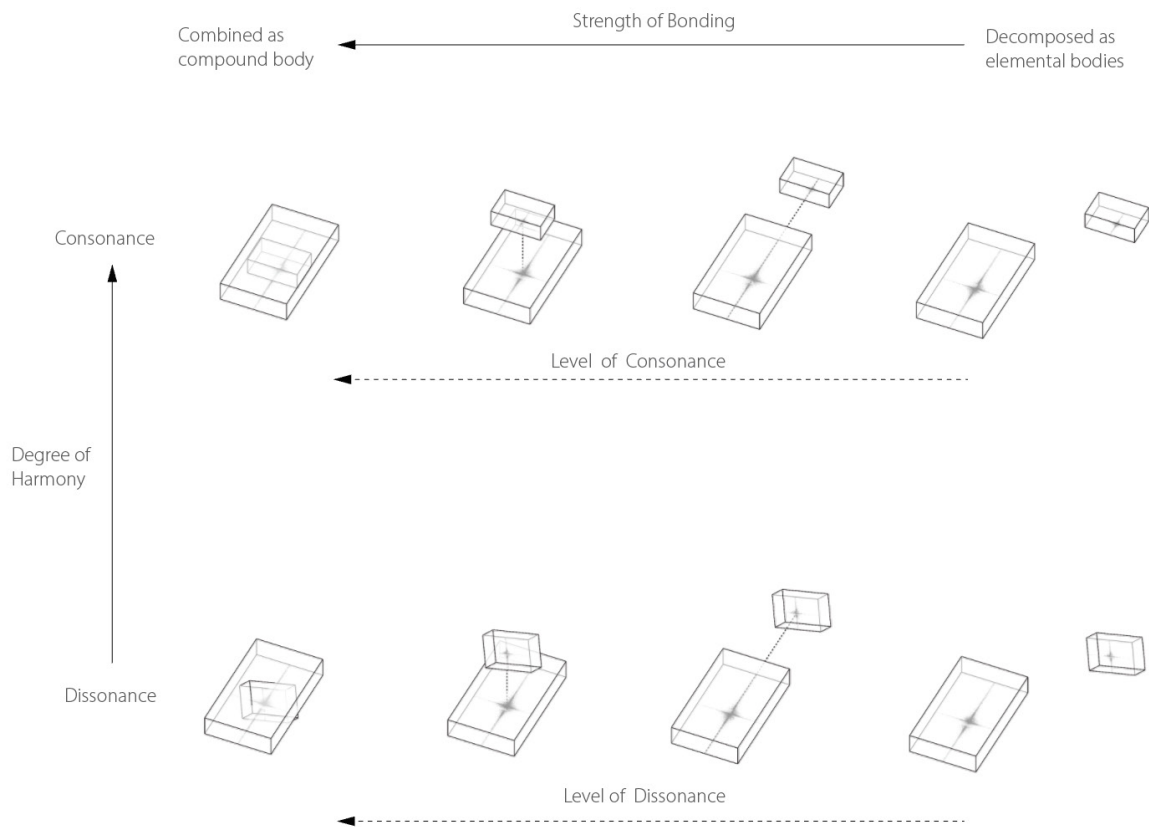 Strength of Bonding
Combined as
compound body
Decomposed as
elemental bodies
Consonance
Level of Consonance
Degree of
Harmony
Dissonance
Level of Dissonance